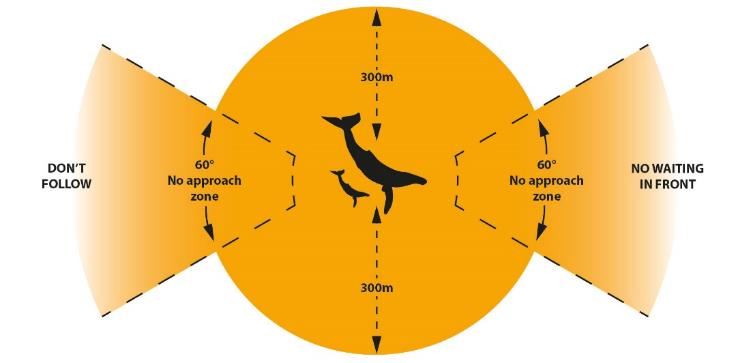 300m
DON'T
FOLLOW
60°
No approach
zone
60°
No approach
zone
NO WAITING
IN FRONT
300m